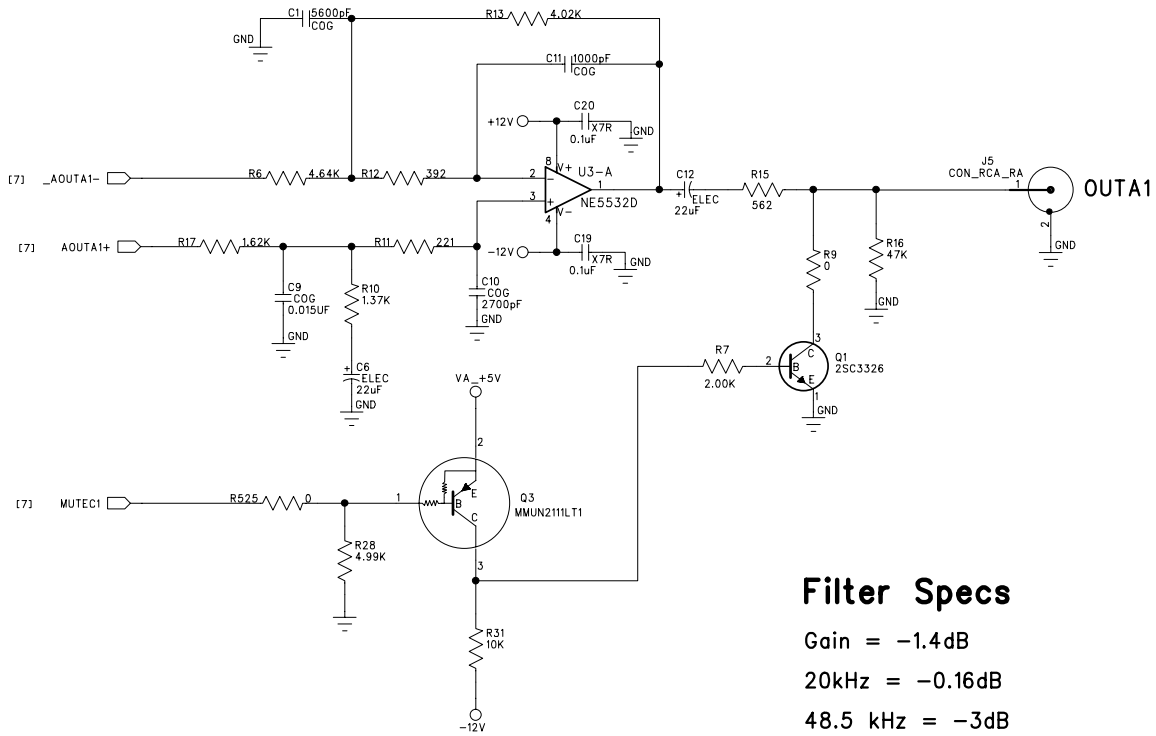 C1 5600pF
COG
GND
R13 4.02K
C11 1000pF
COG
C20
X7R
0.1uF
GND
+12V
[7] _AOUTA1-
R6 4.64K
R12 392
8 V+
U3-A
2
3
1
NE5532D
4 V-
C12
ELEC
22uF
R15
562
J5
CON_RCA_RA
1
2
GND
OUTA1
[7] AOUTA1+
R17 1.62K
R11 221
-12V
C19
X7R
0.1uF
GND
R9
0
R16
47K
GND
C9
COG
0.015UF
GND
R10
1.37K
C10
COG
2700pF
GND
C6
ELEC
22uF
GND
R7
2.00K
2
3
C
B
E
1
Q1
2SC3326
GND
VA_+5V
2
[7] MUTEC1
R525 0
1
E
B
C
3
Q3
MMUN2111LT1
R28
4.99K
R31
10K
-12V
Filter Specs
Gain = -1.4dB
20kHz = -0.16dB
48.5 kHz = -3dB